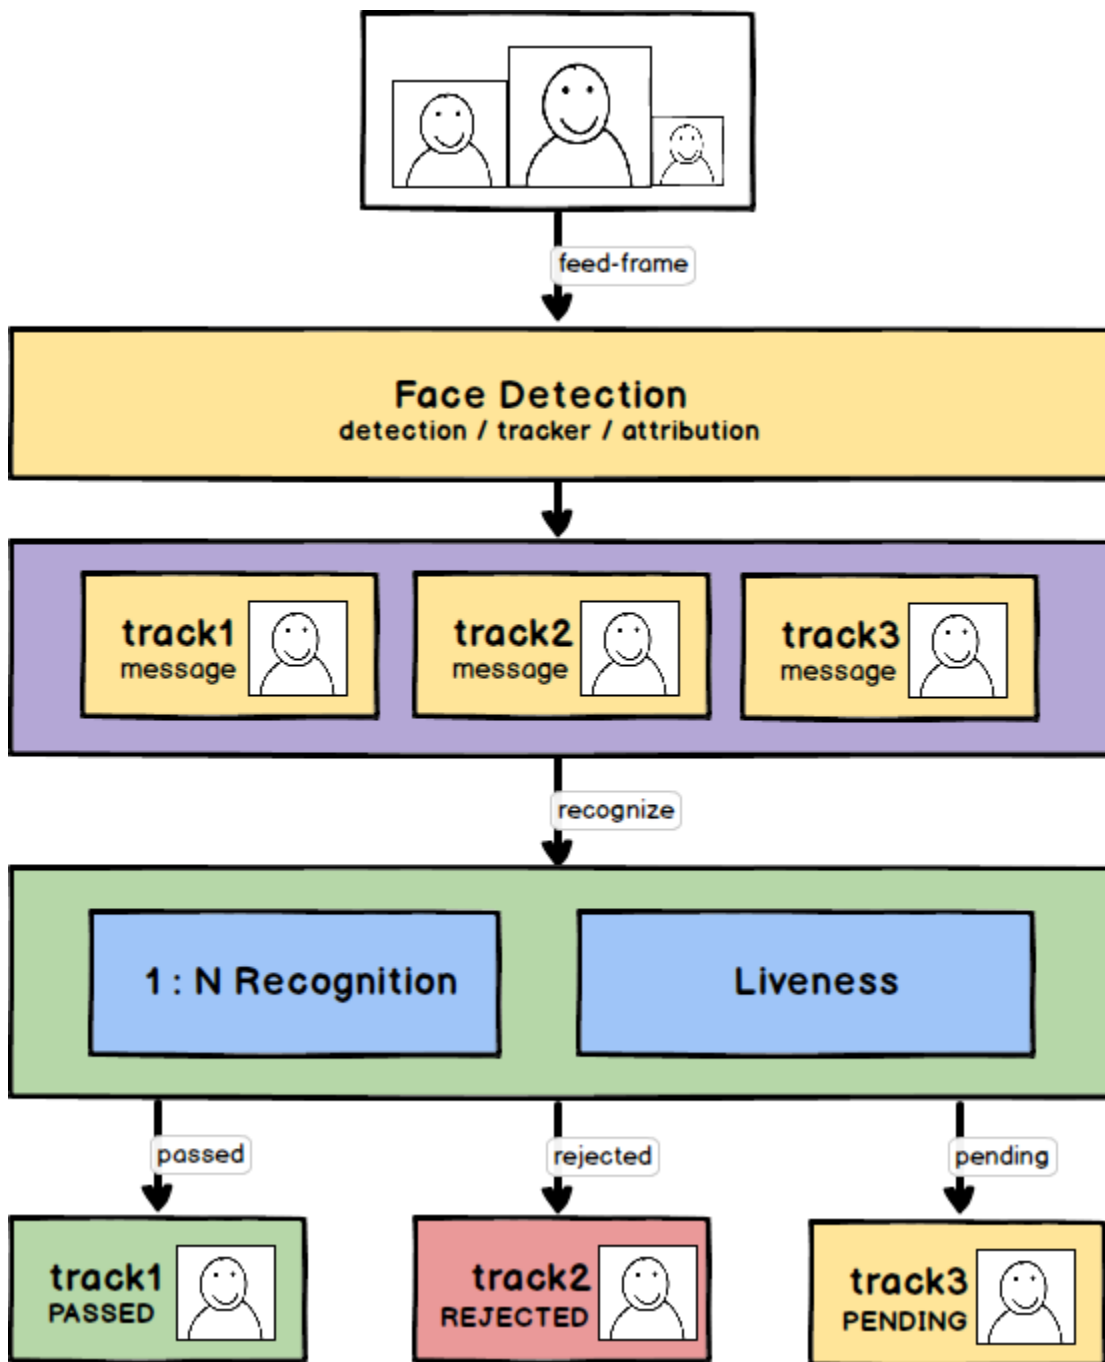 feed-frame
Face Detection
detection / tracker / attribution
track1
message
track2
message
track3
message
recognize
1 : N Recognition
Liveness
passed
rejected
pending
track1
PASSED
track2
REJECTED
track3
PENDING